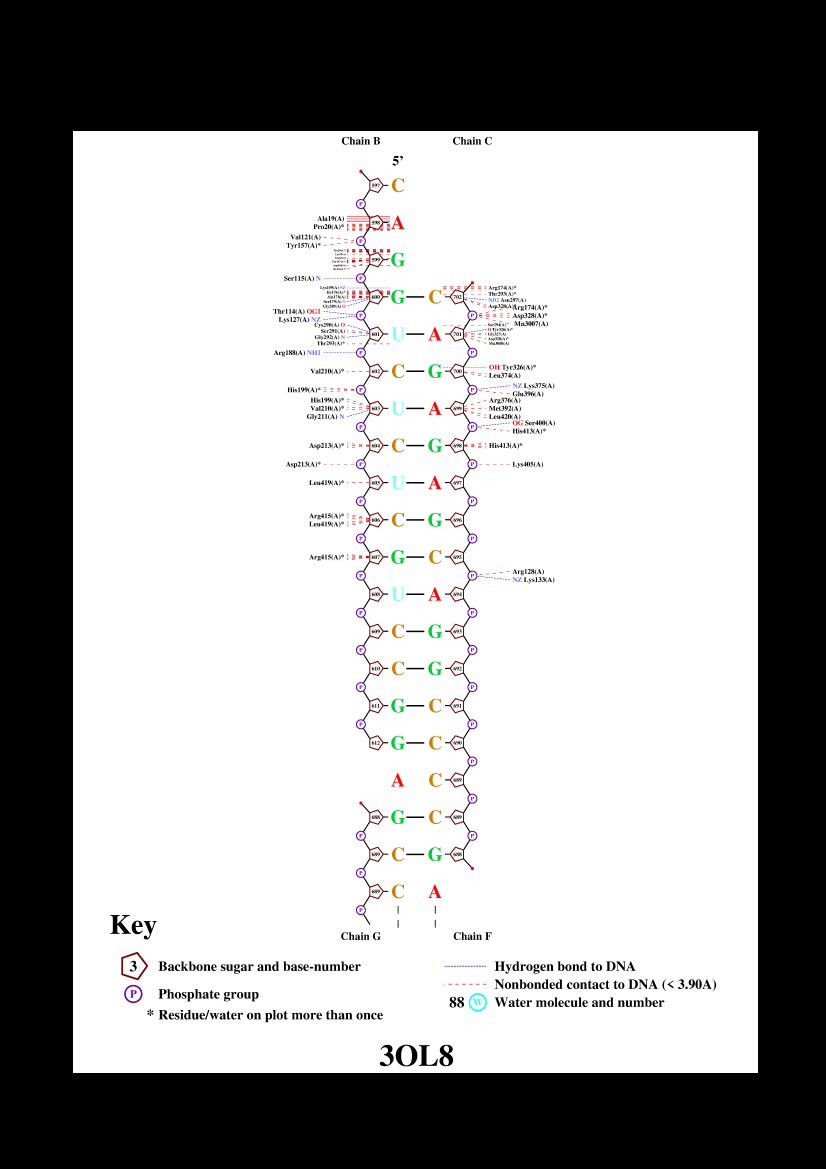 Chain B Chain C
5’
597 C
P
Ala19(A)
Pro20(A)*
598 A
Val121(A)
Tyr157(A)*
P
599 G
Ser115(A) N
P
600 G C 702
Arg174(A)*
Thr293(A)*
ND2 Asn297(A)
Asp328(A)*
Thr114(A) OG1
Lys127(A) NZ
P P
Arg174(A)*
Asp328(A)*
Mn3007(A)
Cys290(A) O
Ser291(A)
Gly292(A) N
Thr293(A)*
601 U A 701
Arg188(A) NH1
P P
Val210(A)*
602 C G 700
OH Tyr326(A)*
Leu374(A)
His199(A)*
P P
NZ Lys375(A)
Glu396(A)
His199(A)*
Val210(A)*
Gly211(A) N
603 U A 699
Arg376(A)
Met392(A)
Leu420(A)
P P
OG Ser400(A)
His413(A)*
Asp213(A)*
604 C G 698
His413(A)*
Asp213(A)*
P P
Lys405(A)
Leu419(A)*
605 U A 697
P P
Arg415(A)*
Leu419(A)*
606 C G 696
P P
Arg415(A)*
607 G C 695
P P
Arg128(A)
NZ Lys133(A)
608 U A 694
P P
609 C G 693
P P
610 C G 692
P P
611 G C 691
P P
612 G C 690
P
A C 689
P
688 G C 689
P P
689 C G 688
P
689 C A
P
Chain G Chain F
Key
3 Backbone sugar and base-number
P Phosphate group
* Residue/water on plot more than once
Hydrogen bond to DNA
Nonbonded contact to DNA (< 3.90A)
88 W Water molecule and number
3OL8